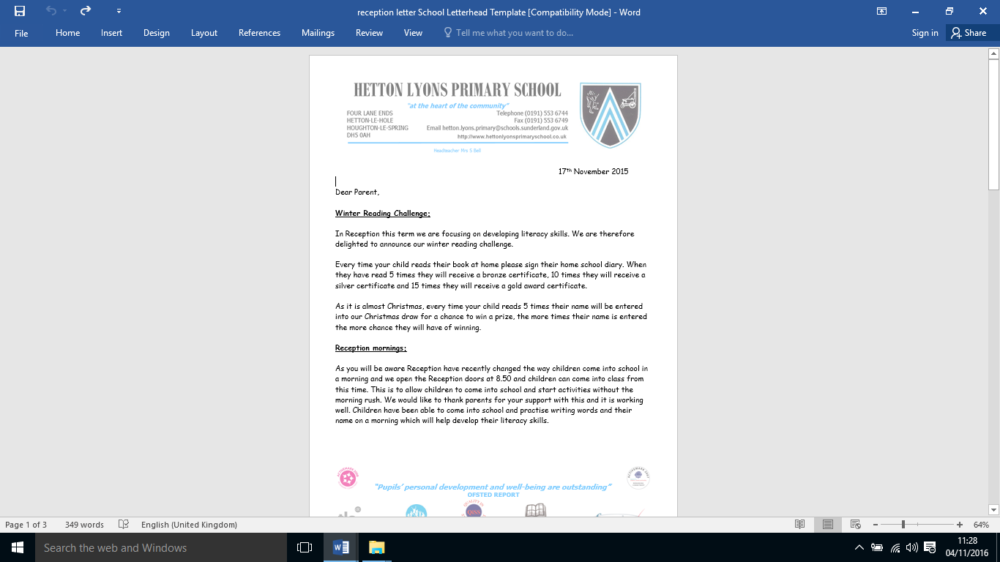 reception letter School Letterhead Template [Compatibility Mode] - Word
File Home Insert Design Layout References Mailings Review View Tell me what you want to do... Sign in Share
HETTON LYONS PRIMARY SCHOOL
"at the heart of the community"
FOUR LANE ENDS Telephone (0191) 553 6744
HETTON-LE-HOLE Fax (0191) 553 6749
HOUGHTON-LE-SPRING Email hetton.lyons.primary@schools.sunderland.gov.uk
DH5 0AH http://www.hettonlyonsprimaryschool.co.uk
Headteacher Mrs S Bell
17th November 2015
Dear Parent,
Winter Reading Challenge:
In Reception this term we are focusing on developing literacy skills. We are therefore
delighted to announce our winter reading challenge.
Every time your child reads their book at home please sign their home school diary. When
they have read 5 times they will receive a bronze certificate, 10 times they will receive a
silver certificate and 15 times they will receive a gold award certificate.
As it is almost Christmas, every time your child reads 5 times their name will be entered
into our Christmas draw for a chance to win a prize, the more times their name is entered
the more chance they will have of winning.
Reception mornings:
As you will be aware Reception have recently changed the way children come into school in
a morning and we open the Reception doors at 8.50 and children can come into class from
this time. This is to allow children to come into school and start activities without the
morning rush. We would like to thank parents for your support with this and it is working
well. Children have been able to come into school and practise writing words and their
name on a morning which will help develop their literacy skills.
"Pupils' personal development and well-being are outstanding"
OFSTED REPORT
QUALITY IN
Page 1 of 3 349 words English (United Kingdom) 64%
Search the web and Windows
11:28
04/11/2016